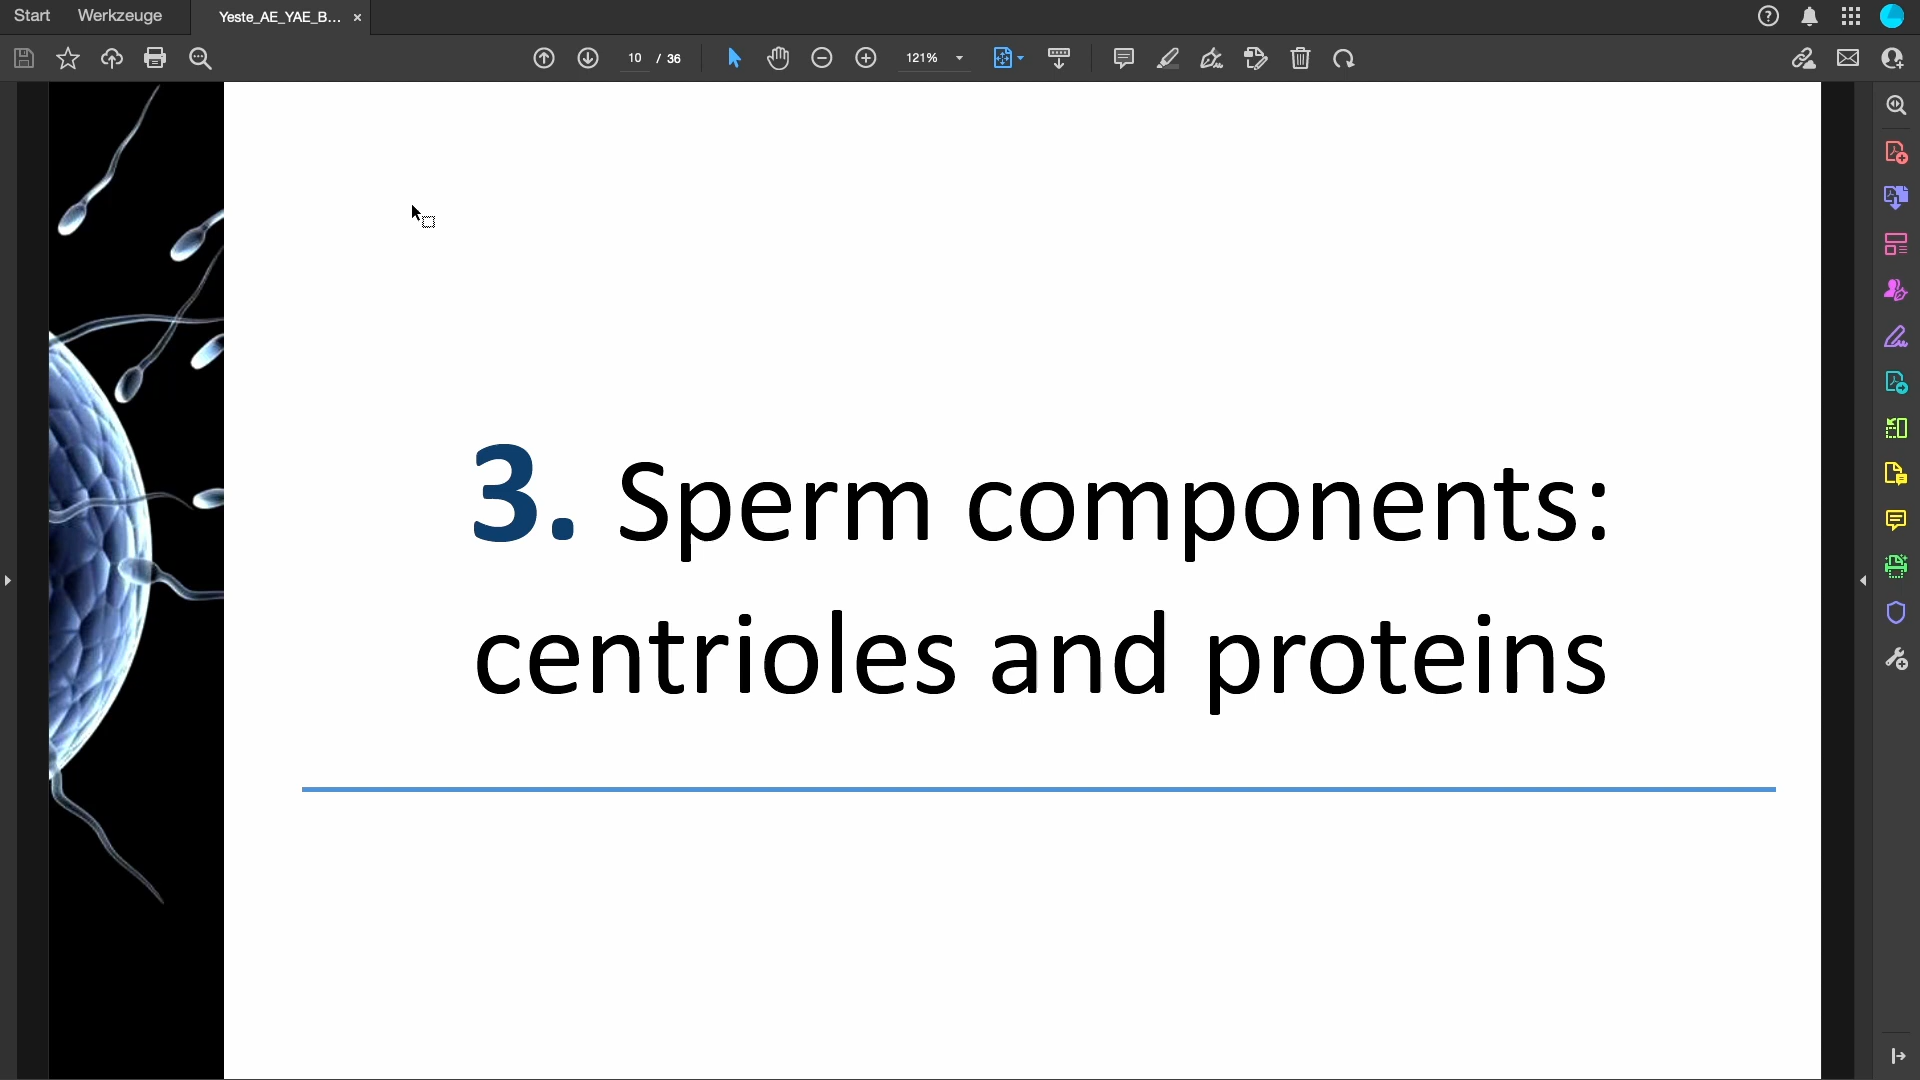 Start Werkzeuge Yeste_AE_YAE_B... ×
10 / 36 121%
3. Sperm components:
centrioles and proteins